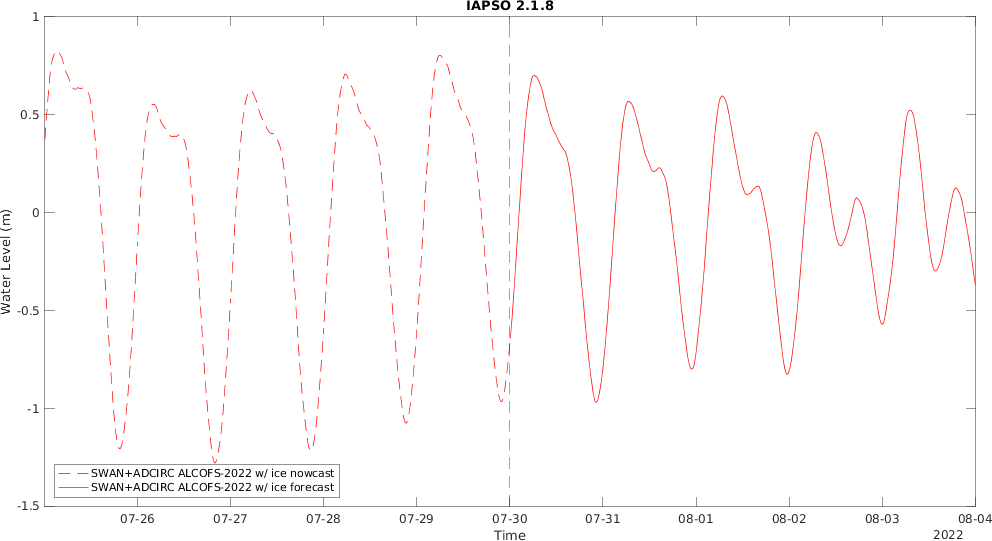 IAPSO 2.1.8
1
0.5
0
-0.5
-1
-1.5
Water Level (m)
SWAN+ADCIRC ALCOFS-2022 w/ ice nowcast
SWAN+ADCIRC ALCOFS-2022 w/ ice forecast
07-26 07-27 07-28 07-29 07-30 07-31 08-01 08-02 08-03 08-04
Time
2022